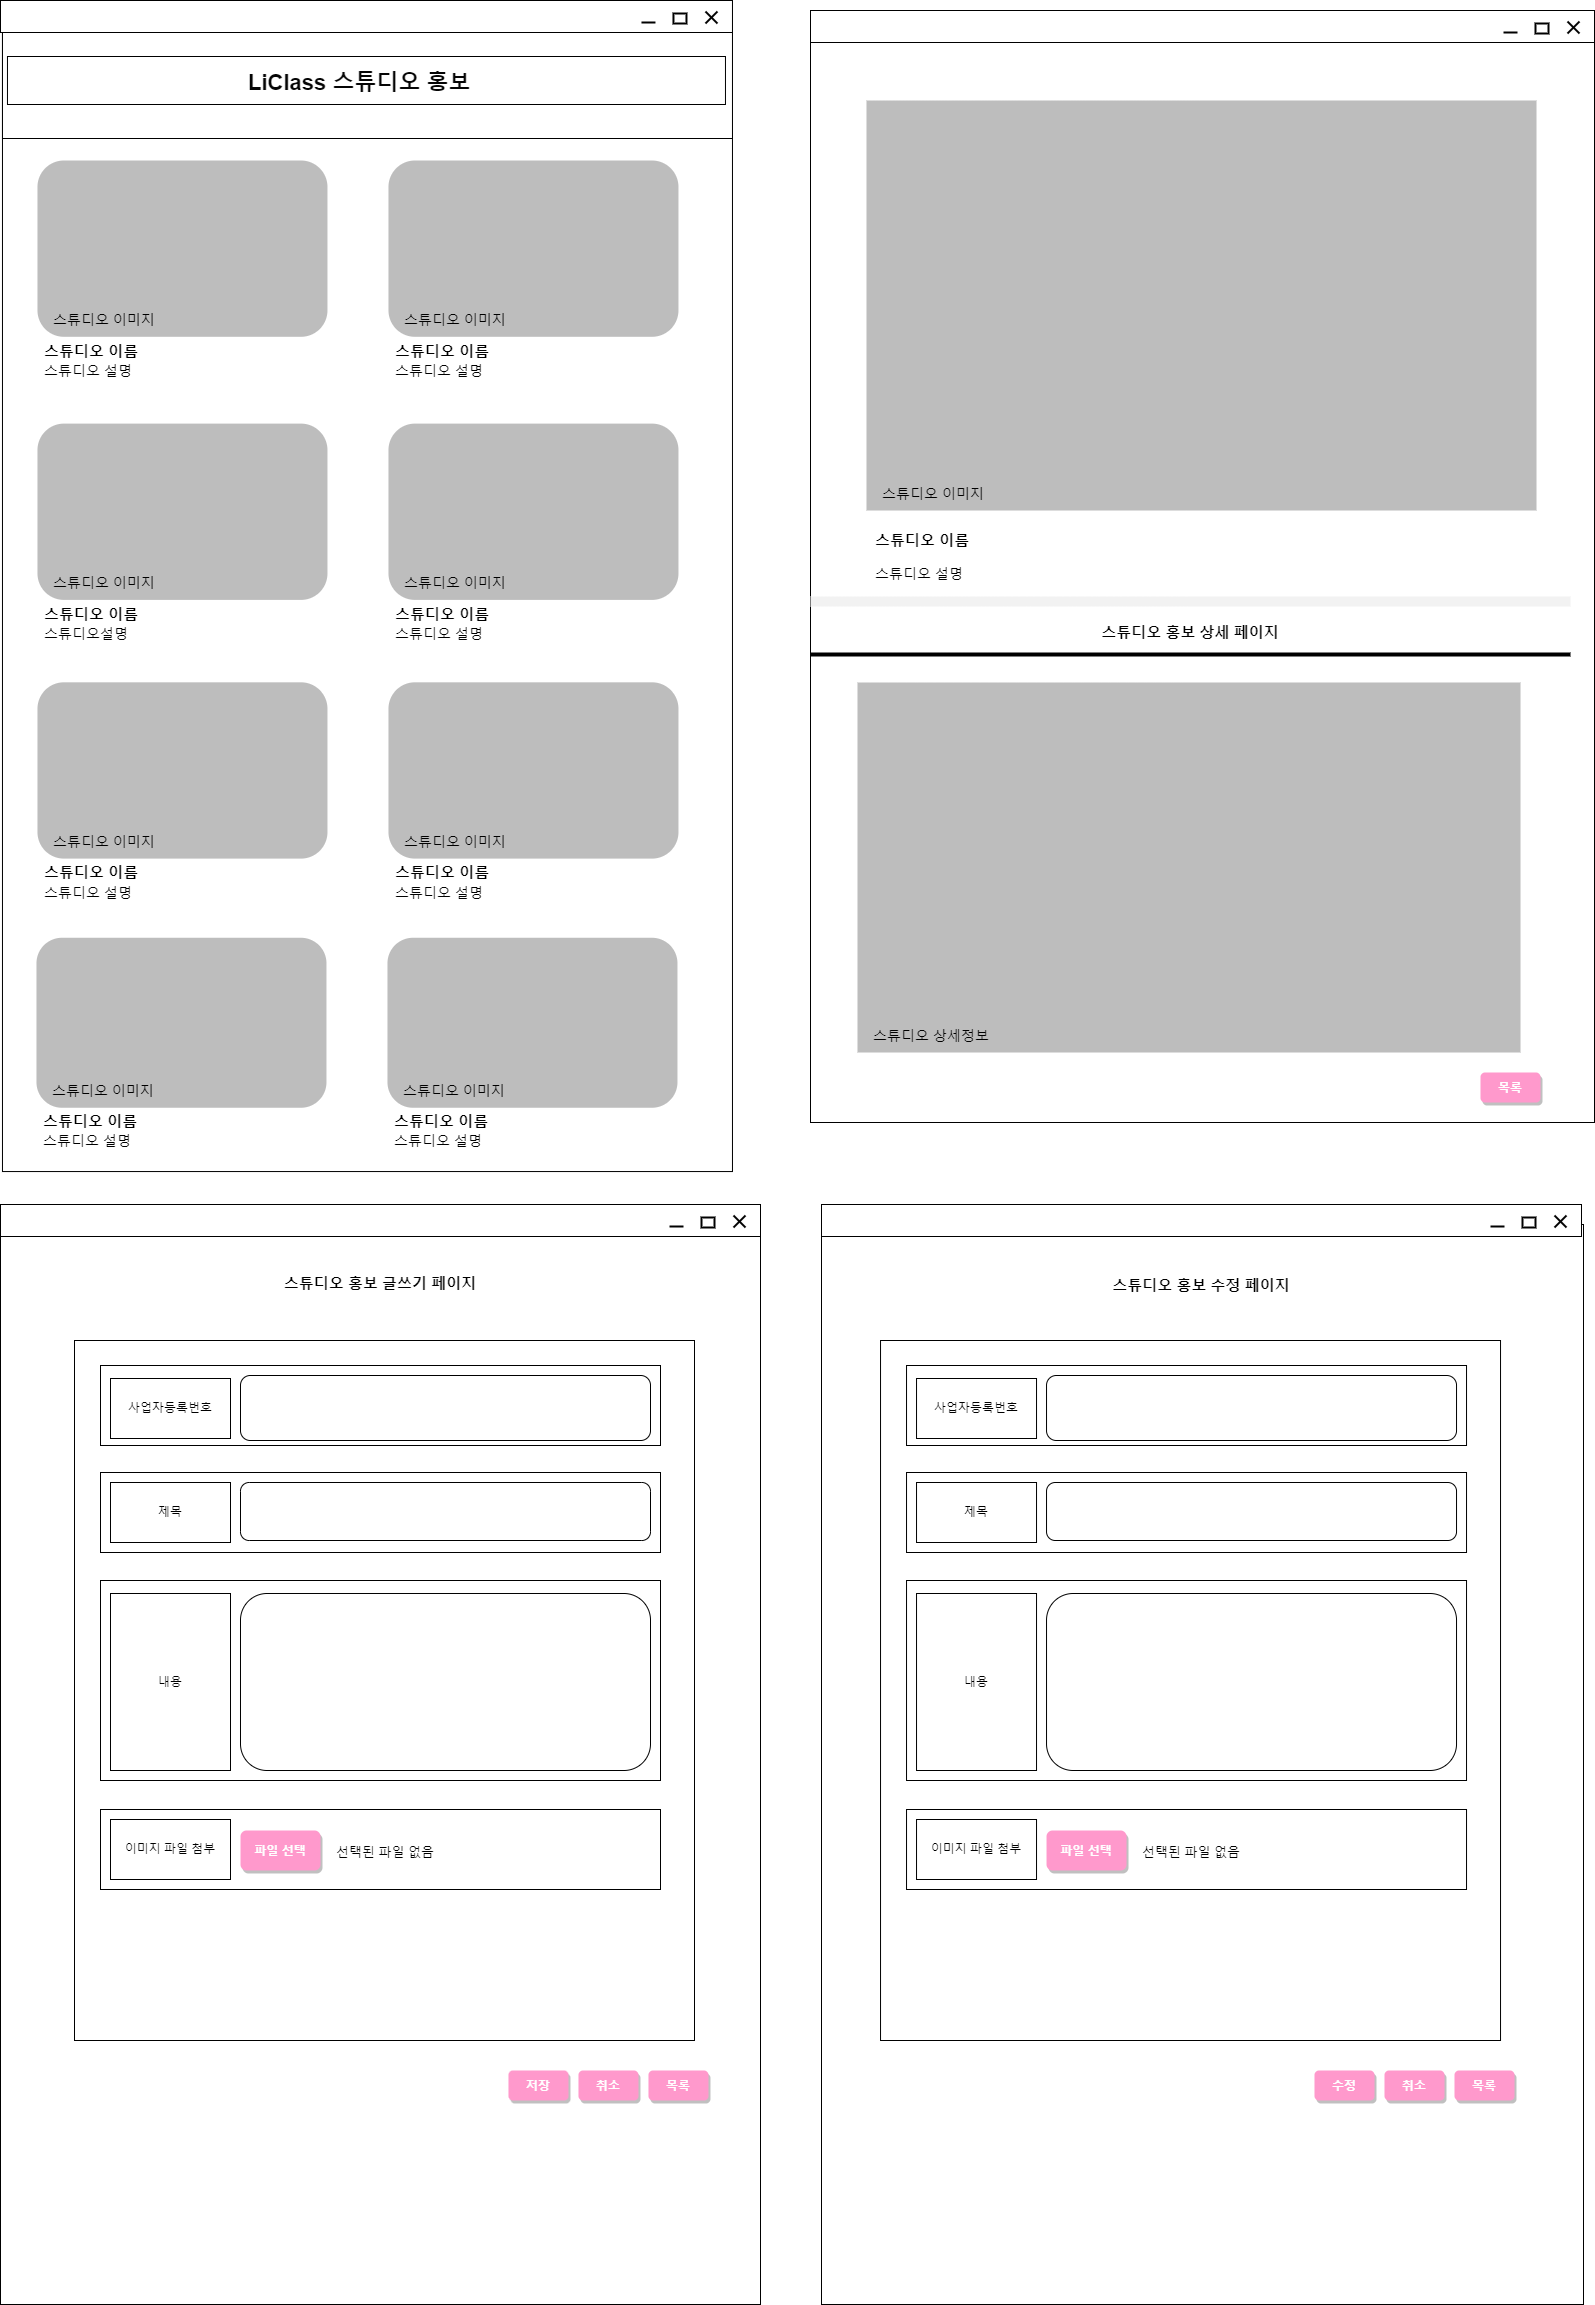 LiClass 스튜디오 홍보
스튜디오 이미지
스튜디오 이름
스튜디오 설명
스튜디오 이미지
스튜디오 이름
스튜디오 설명
스튜디오 이미지
스튜디오 이름
스튜디오설명
스튜디오 이미지
스튜디오 이름
스튜디오 설명
스튜디오 이미지
스튜디오 이름
스튜디오 설명
스튜디오 이미지
스튜디오 이름
스튜디오 설명
스튜디오 이미지
스튜디오 이름
스튜디오 설명
스튜디오 이미지
스튜디오 이름
스튜디오 설명
스튜디오 이미지
스튜디오 이름
스튜디오 설명
스튜디오 홍보 상세 페이지
스튜디오 상세정보
목록
스튜디오 홍보 글쓰기 페이지
사업자등록번호
제목
내용
이미지 파일 첨부
파일 선택
선택된 파일 없음
저장
취소
목록
스튜디오 홍보 수정 페이지
사업자등록번호
제목
내용
이미지 파일 첨부
파일 선택
선택된 파일 없음
수정
취소
목록